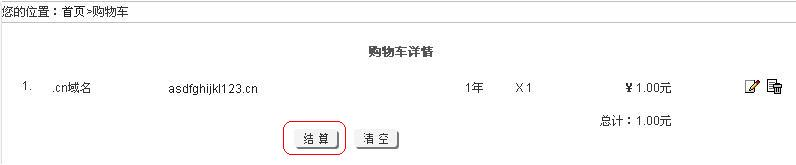 您的位置：首页>购物车
购物车详情
1. .cn域名 asdfghijkl123.cn 1年 X 1 ¥ 1.00元
总计：1.00元
结 算 清 空